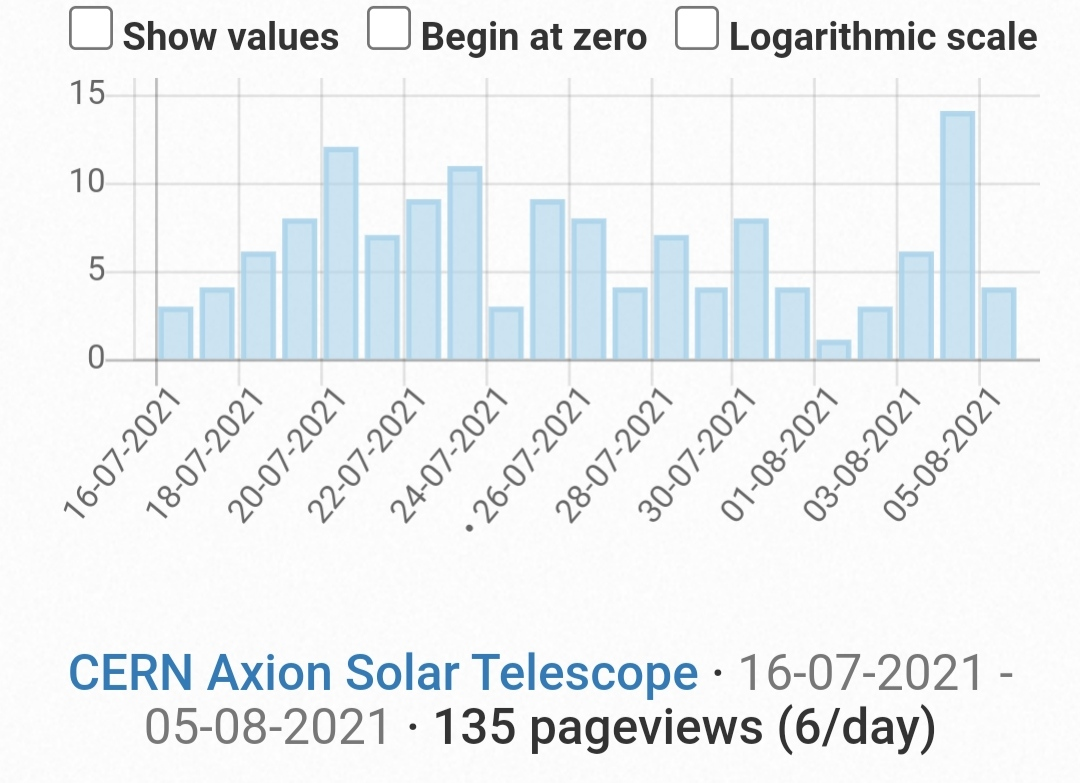 Show values Begin at zero Logarithmic scale
15
10
5
0
16-07-2021 18-07-2021 20-07-2021 22-07-2021 24-07-2021 • 26-07-2021 28-07-2021 30-07-2021 01-08-2021 03-08-2021 05-08-2021
CERN Axion Solar Telescope · 16-07-2021 -
05-08-2021 · 135 pageviews (6/day)